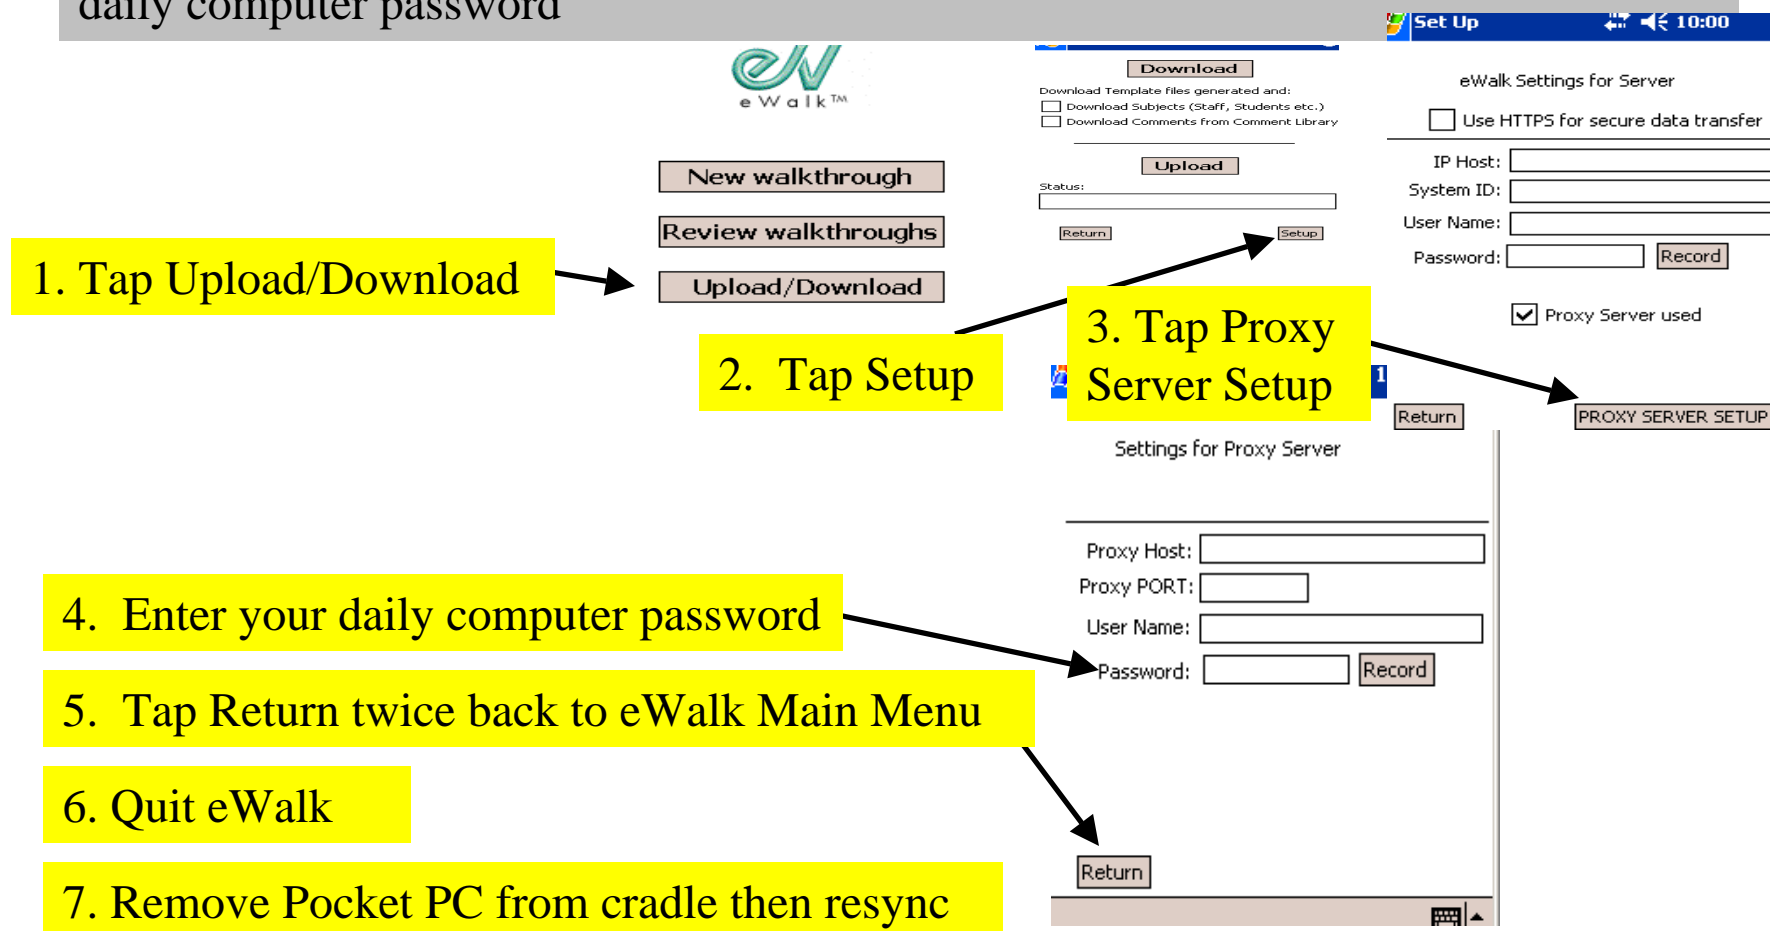 daily computer password
Set Up 10:00
eWalk™
New walkthrough
Review walkthroughs
Upload/Download
Download
Download Template files generated and:
Download Subjects (Staff, Students etc.)
Download Comments from Comment Library
Upload
Status:
Return Setup
eWalk Settings for Server
Use HTTPS for secure data transfer
IP Host:
System ID:
User Name:
Password: Record
Proxy Server used
Return PROXY SERVER SETUP
1. Tap Upload/Download
2. Tap Setup
3. Tap Proxy
Server Setup
1
Settings for Proxy Server
Proxy Host:
Proxy PORT:
User Name:
Password: Record
Return
4. Enter your daily computer password
5. Tap Return twice back to eWalk Main Menu
6. Quit eWalk
7. Remove Pocket PC from cradle then resync